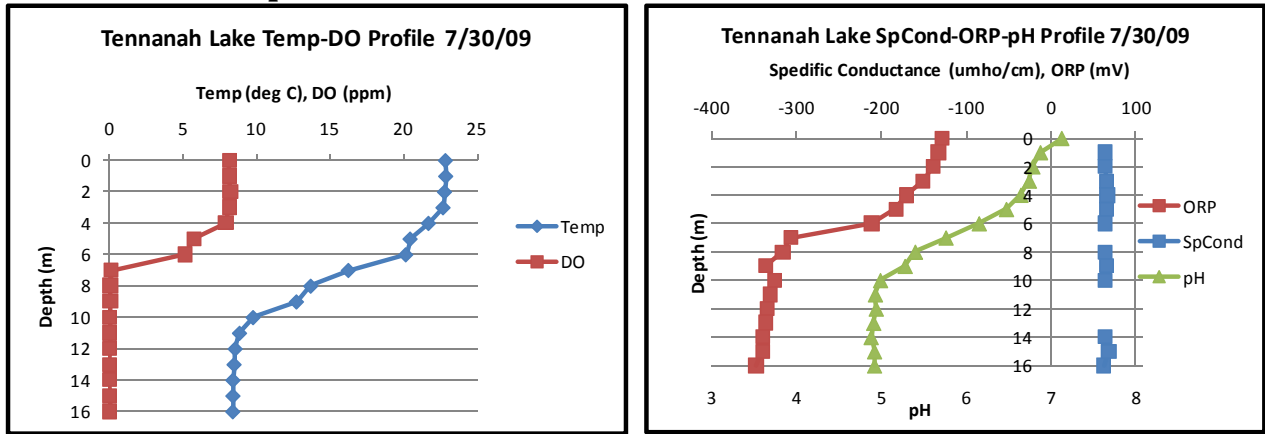 Tennanah Lake Temp-DO Profile 7/30/09
Temp (deg C), DO (ppm)
0 5 10 15 20 25
Depth (m)
0
2
4
6
8
10
12
14
16
Temp
DO
Tennanah Lake SpCond-ORP-pH Profile 7/30/09
Spedific Conductance (umho/cm), ORP (mV)
-400 -300 -200 -100 0 100
Depth (m)
0
2
4
6
8
10
12
14
16
ORP
SpCond
pH
3 4 5 6 7 8
pH